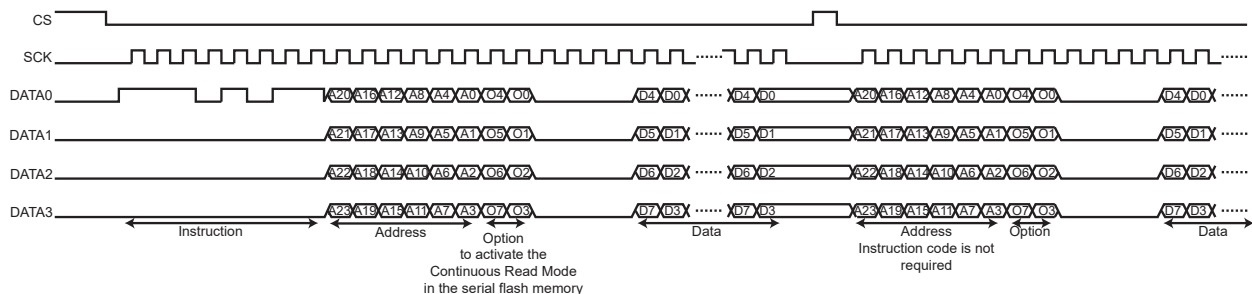 CS
SCK
DATA0 A20 A16 A12 A8 A4 A0 O4 O0 D4 D0 D4 D0 A20 A16 A12 A8 A4 A0 O4 O0 D4 D0
DATA1 A21 A17 A13 A9 A5 A1 O5 O1 D5 D1 D5 D1 A21 A17 A13 A9 A5 A1 O5 O1 D5 D1
DATA2 A22 A18 A14 A10 A6 A2 O6 O2 D6 D2 D6 D2 A22 A18 A14 A10 A6 A2 O6 O2 D6 D2
DATA3 A23 A19 A15 A11 A7 A3 O7 O3 D7 D3 D7 D3 A23 A19 A15 A11 A7 A3 O7 O3 D7 D3
Instruction
Address
Option
to activate the
Continuous Read Mode
in the serial flash memory
Data
Address
Instruction code is not
required
Option
Data